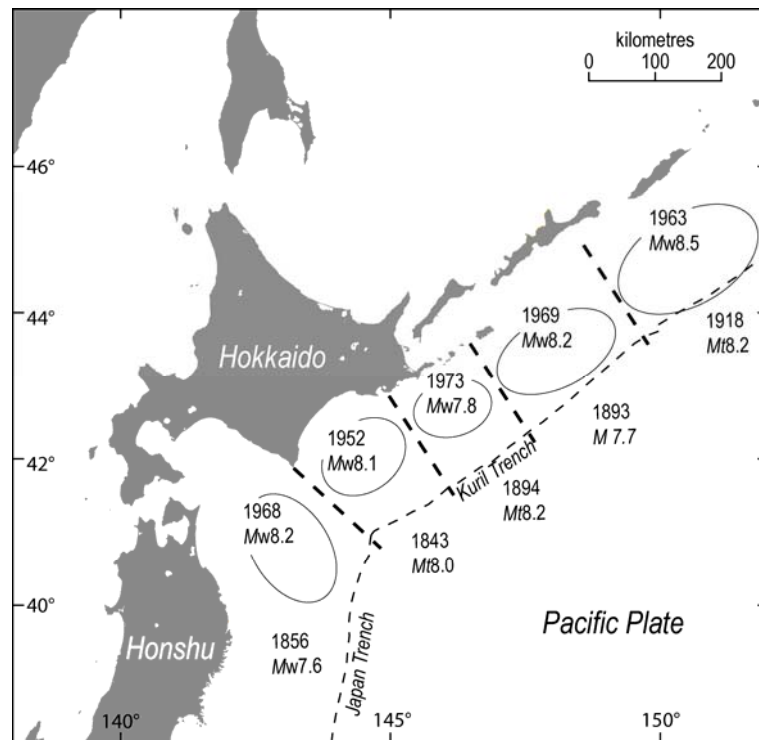 kilometres
0 100 200
46°
1963
Mw8.5
1918
Mt8.2
44°
1969
Mw8.2
Hokkaido
1973
Mw7.8
1893
M 7.7
1952
Mw8.1
42°
Kuril Trench
1894
Mt8.2
1968
Mw8.2
1843
Mt8.0
40°
Honshu
1856
Mw7.6
Japan Trench
Pacific Plate
140° 145° 150°